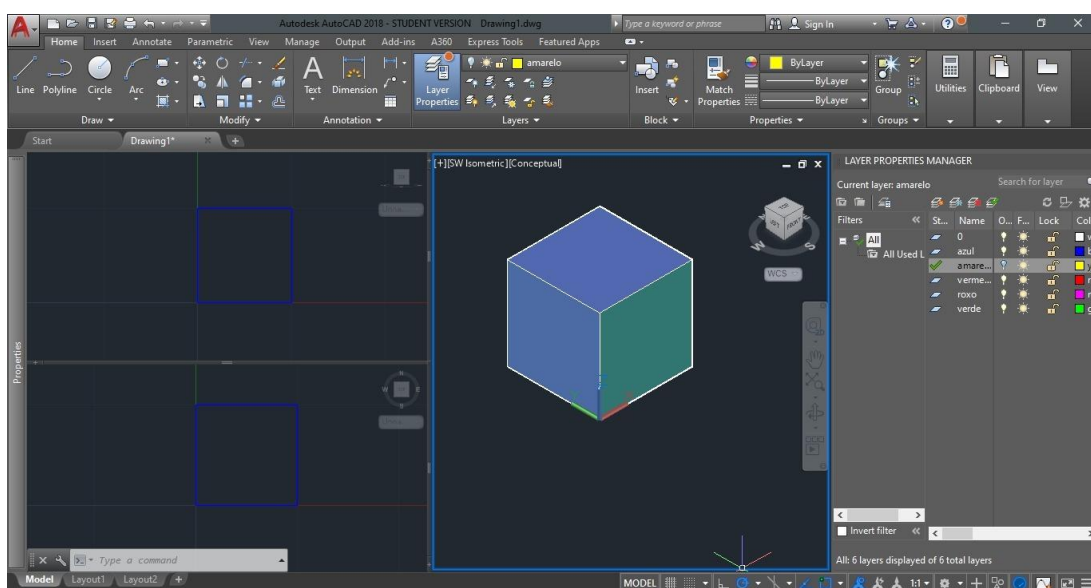 Autodesk AutoCAD 2018 - STUDENT VERSION Drawing1.dwg Type a keyword or phrase Sign In
Home Insert Annotate Parametric View Manage Output Add-ins A360 Express Tools Featured Apps
amarelo
ByLayer
ByLayer
ByLayer
Line Polyline Circle Arc
Text Dimension
Layer Properties
Insert
Match Properties
Group
Utilities Clipboard View
Draw Modify Annotation Layers Block Properties Groups
Start Drawing1* +
[+][SW Isometric][Conceptual]
TOP
LEFT FRONT
W S
WCS
Properties
W E
LAYER PROPERTIES MANAGER
Current layer: amarelo Search for layer
Filters St... Name O... F... Lock Col
All
All Used L
0
azul
amare...
verme...
roxo
verde
Invert filter
All: 6 layers displayed of 6 total layers
Type a command
Model Layout1 Layout2 +
MODEL 1:1